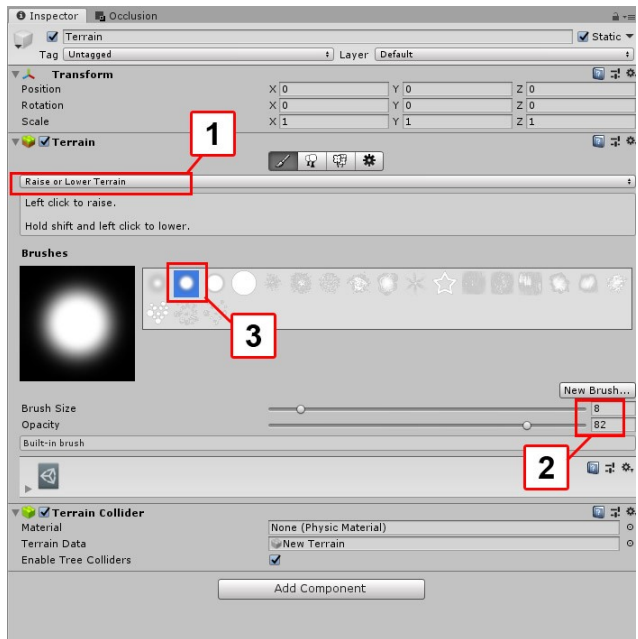 Inspector Occlusion
Terrain Static
Tag Untagged Layer Default
Transform
Position X 0 Y 0 Z 0
Rotation X 0 Y 0 Z 0
Scale X 1 Y 1 Z 1
1
Terrain
Raise or Lower Terrain
Left click to raise.
Hold shift and left click to lower.
Brushes
3
New Brush...
Brush Size 8
Opacity 82
Built-in brush
2
Terrain Collider
Material None (Physic Material)
Terrain Data New Terrain
Enable Tree Colliders
Add Component